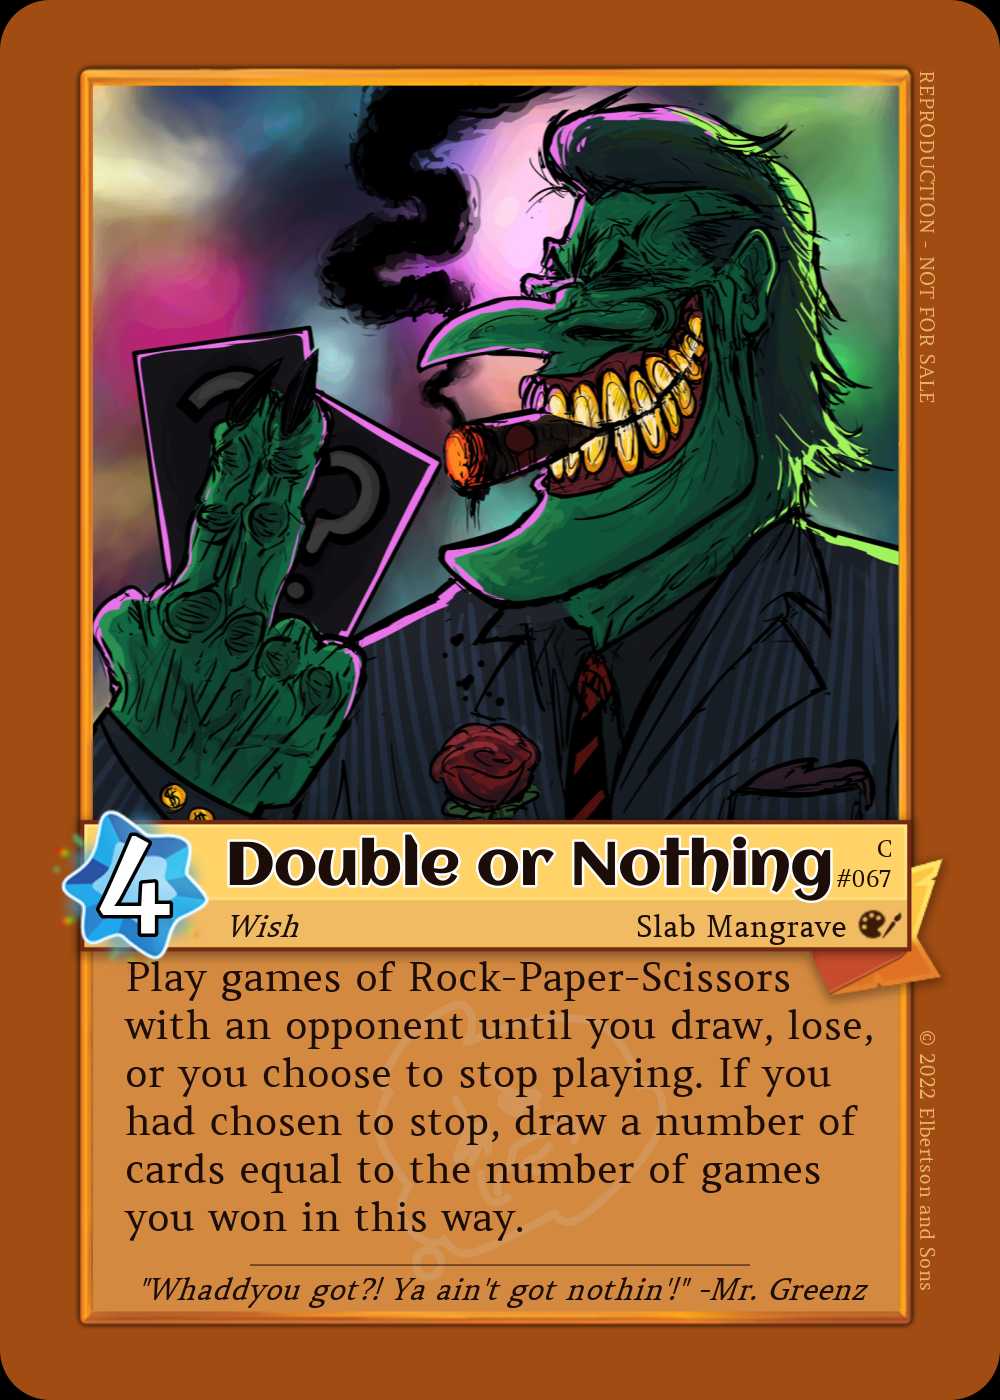 REPRODUCTION - NOT FOR SALE
4
Double or Nothing
C
#067
Wish
Slab Mangrave
Play games of Rock-Paper-Scissors
with an opponent until you draw, lose,
or you choose to stop playing. If you
had chosen to stop, draw a number of
cards equal to the number of games
you won in this way.
"Whaddyou got?! Ya ain't got nothin'!" -Mr. Greenz
© 2022 Elbertson and Sons